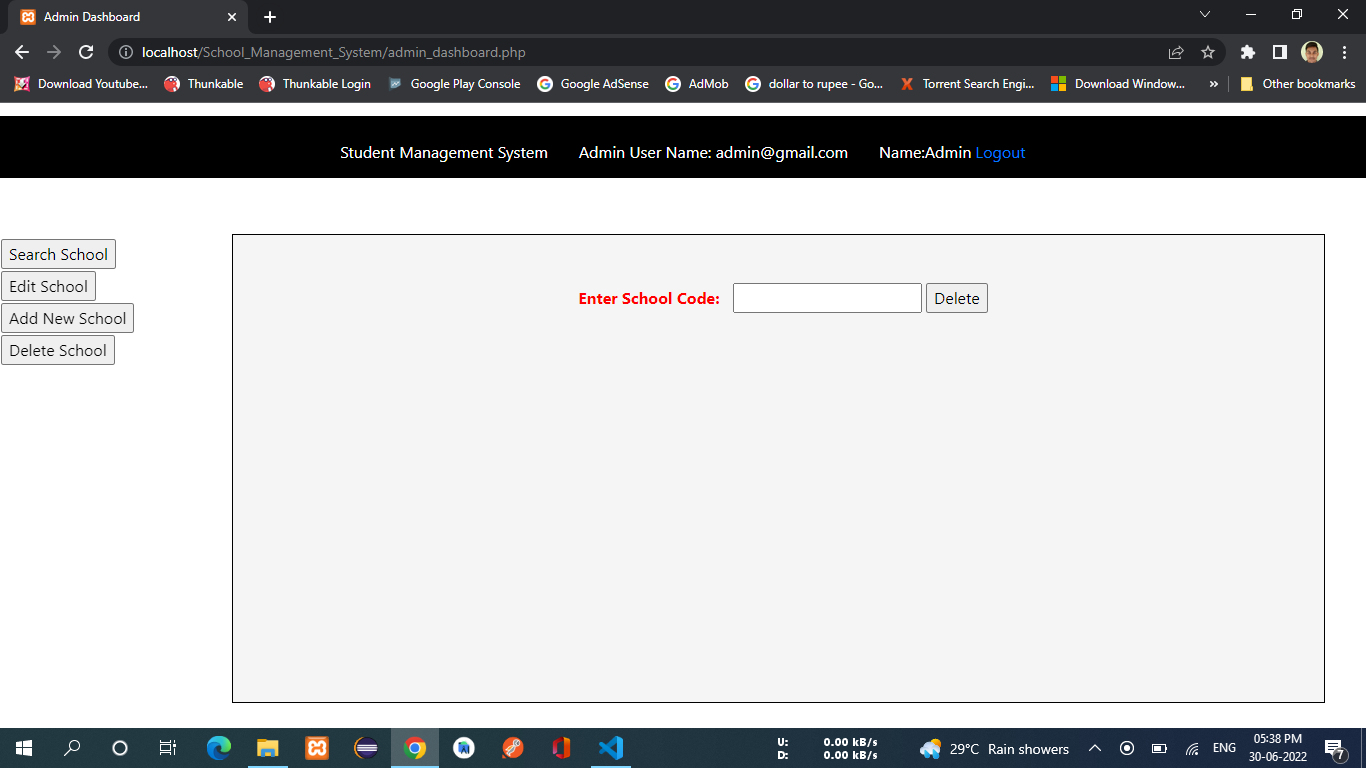 Admin Dashboard
localhost/School_Management_System/admin_dashboard.php
Download Youtube... Thunkable Thunkable Login Google Play Console Google AdSense AdMob dollar to rupee - Go... Torrent Search Engi... Download Window... » Other bookmarks
Student Management System Admin User Name: admin@gmail.com Name:Admin Logout
Search School
Edit School
Add New School
Delete School
Enter School Code: Delete
U: 0.00 kB/s
D: 0.00 kB/s
29°C Rain showers
ENG
05:38 PM
30-06-2022
7